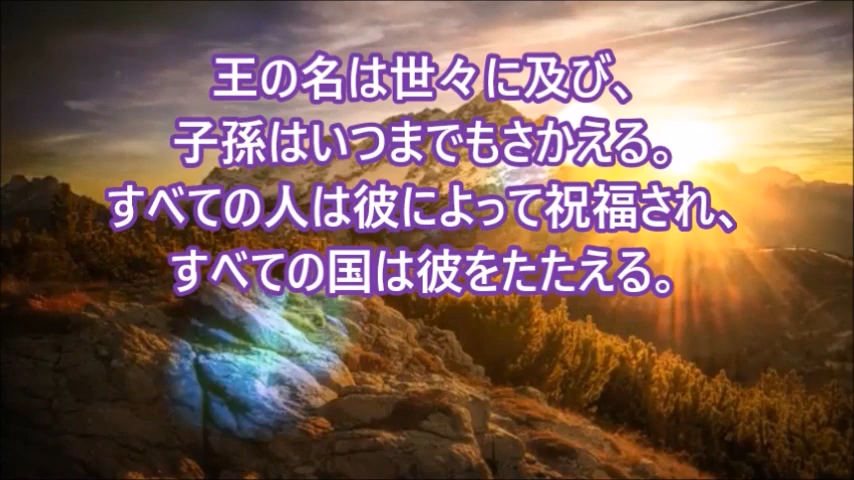 王の名は世々に及び、
子孫はいつまでもさかえる。
すべての人は彼によって祝福され、
すべての国は彼をたたえる。